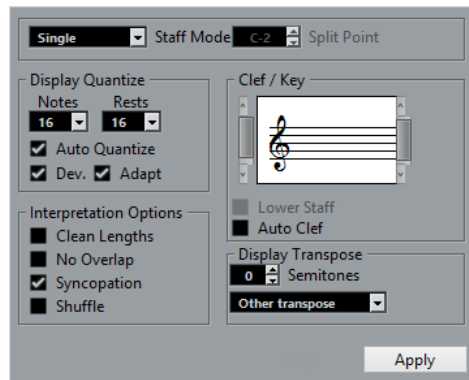 Single Staff Mode C-2 Split Point
Display Quantize
Notes Rests
16 16
Auto Quantize
Dev. Adapt
Interpretation Options
Clean Lengths
No Overlap
Syncopation
Shuffle
Clef / Key
Lower Staff
Auto Clef
Display Transpose
0 Semitones
Other transpose
Apply